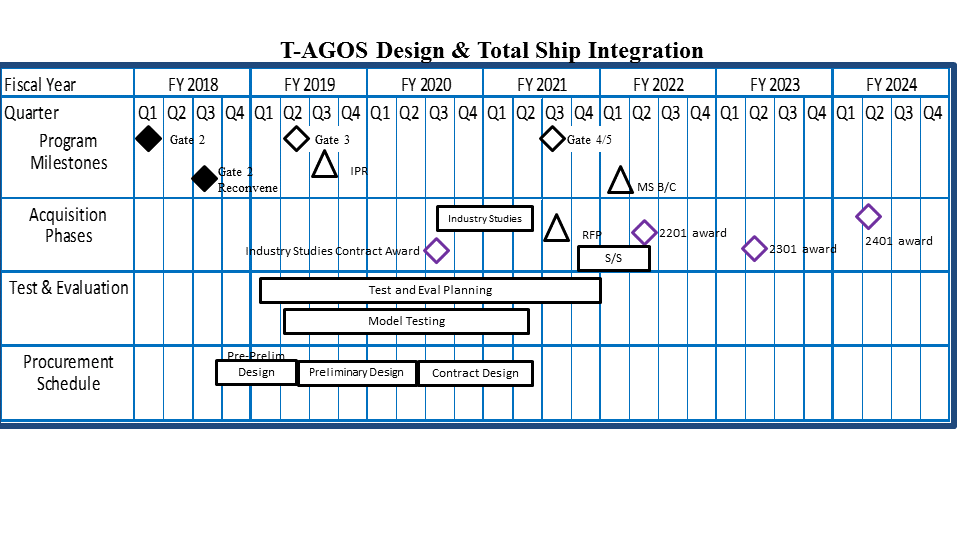 T-AGOS Design & Total Ship Integration
Fiscal Year FY 2018 FY 2019 FY 2020 FY 2021 FY 2022 FY 2023 FY 2024
Quarter Q1 Q2 Q3 Q4 Q1 Q2 Q3 Q4 Q1 Q2 Q3 Q4 Q1 Q2 Q3 Q4 Q1 Q2 Q3 Q4 Q1 Q2 Q3 Q4 Q1 Q2 Q3 Q4
Program
Milestones
Gate 2
Gate 3
Gate 4/5
Gate 2
Reconvene
IPR
MS B/C
Acquisition
Phases
Industry Studies
Industry Studies Contract Award
RFP
S/S
2201 award
2301 award
2401 award
Test & Evaluation
Test and Eval Planning
Model Testing
Procurement
Schedule
Pre-Prelim
Design
Preliminary Design
Contract Design